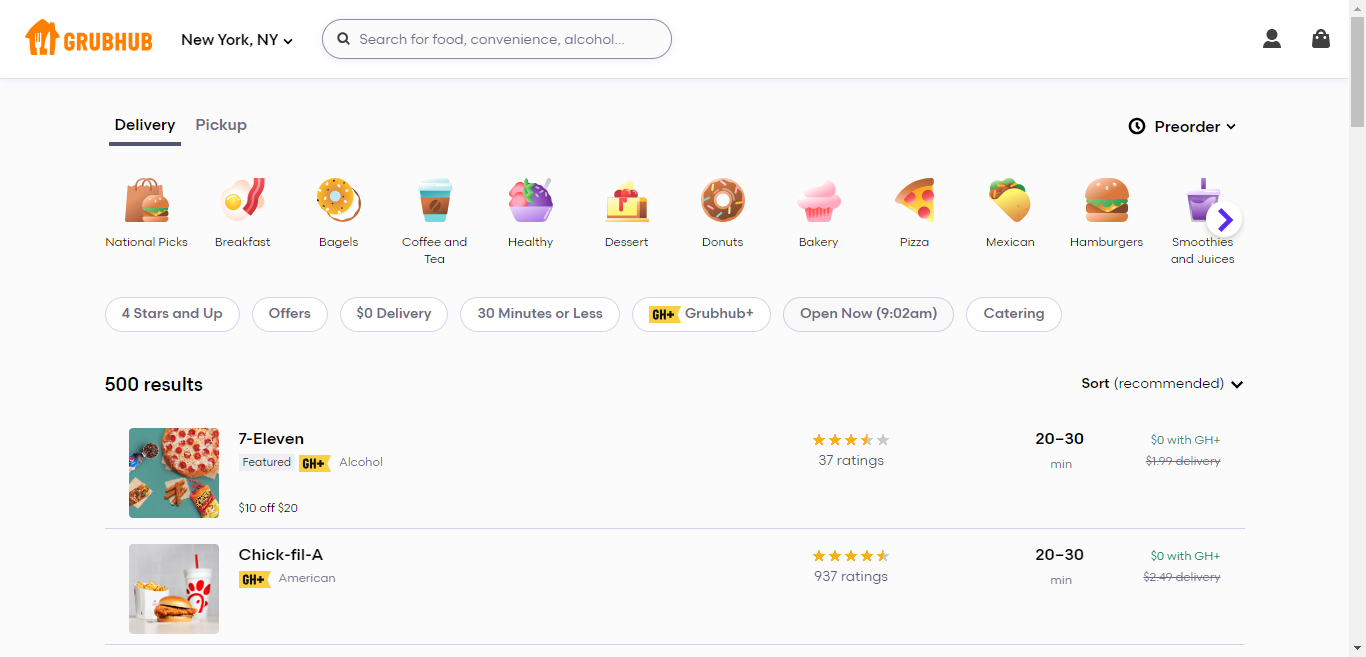 GRUBHUB
New York, NY
Search for food, convenience, alcohol...
Delivery
Pickup
Preorder
National Picks
Breakfast
Bagels
Coffee and
Tea
Healthy
Dessert
Donuts
Bakery
Pizza
Mexican
Hamburgers
Smoothies
and Juices
4 Stars and Up
Offers
$0 Delivery
30 Minutes or Less
GH+ Grubhub+
Open Now (9:02am)
Catering
500 results
Sort (recommended)
7-Eleven
Featured GH+ Alcohol
$10 off $20
37 ratings
20–30
min
$0 with GH+
$1.99 delivery
Chick-fil-A
GH+ American
937 ratings
20–30
min
$0 with GH+
$2.49 delivery